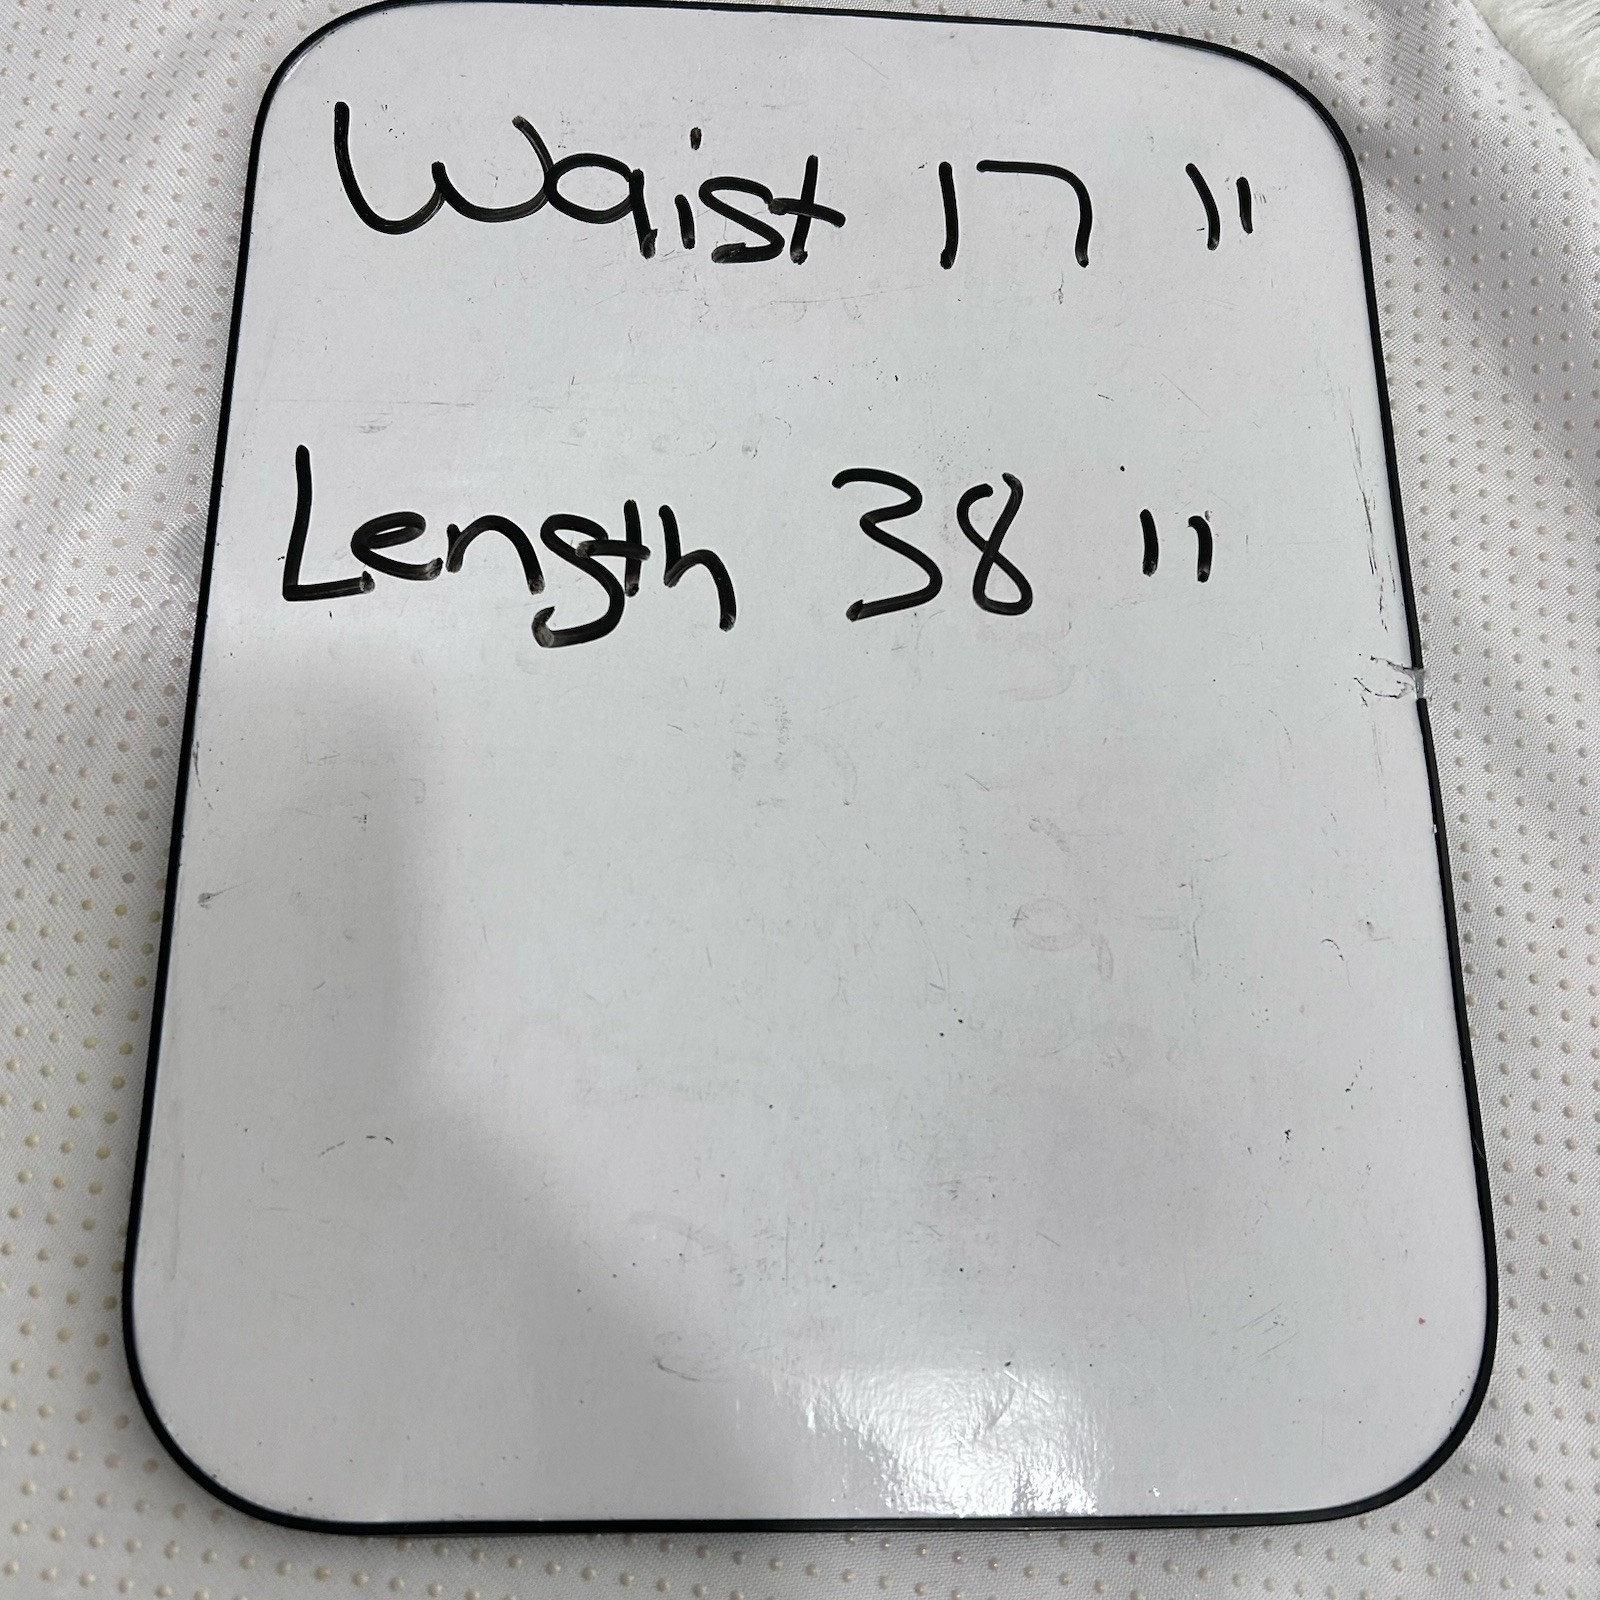 Waist 17 "
Length 38 "